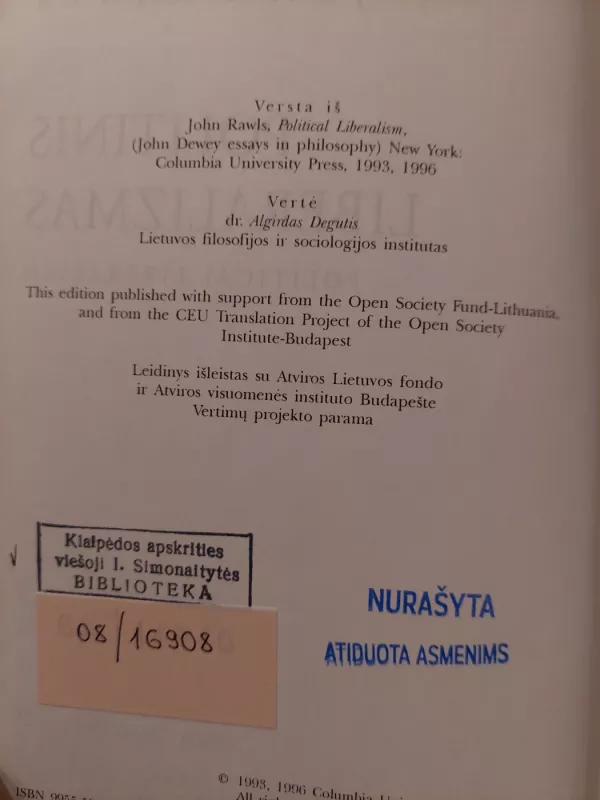 Versta iš
John Rawls, Political Liberalism,
(John Dewey essays in philosophy) New York:
Columbia University Press, 1993, 1996
Vertė
dr. Algirdas Degutis
Lietuvos filosofijos ir sociologijos institutas
This edition published with support from the Open Society Fund-Lithuania,
and from the CEU Translation Project of the Open Society
Institute-Budapest
Leidinys išleistas su Atviros Lietuvos fondo
ir Atviros visuomenės instituto Budapešte
Vertimų projekto parama
Klaipėdos apskrities
viešoji I. Simonaitytės
BIBLIOTEKA
08/16908
NURAŠYTA
ATIDUOTA ASMENIMS
© 1993, 1996 Columbia
ISBN